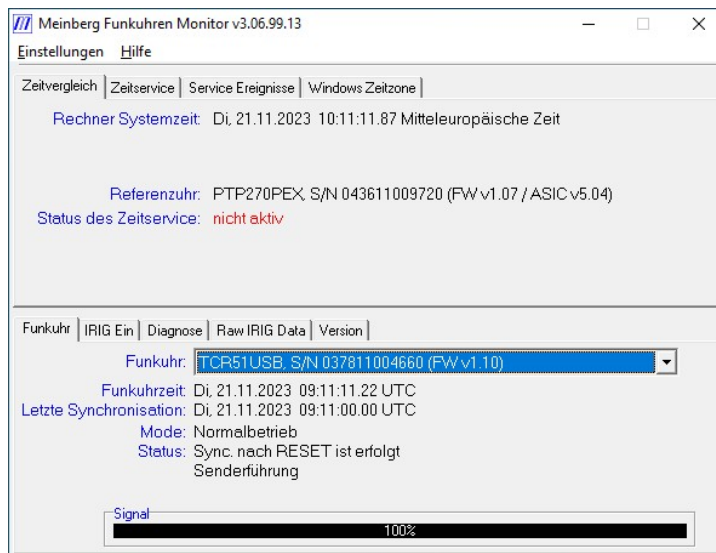 Meinberg Funkuhren Monitor v3.06.99.13
Einstellungen Hilfe
Zeitvergleich Zeitservice Service Ereignisse Windows Zeitzone
Rechner Systemzeit: Di, 21.11.2023 10:11:11.87 Mitteleuropäische Zeit
Referenzuhr: PTP270PEX, S/N 043611009720 (FW v1.07 / ASIC v5.04)
Status des Zeitservice: nicht aktiv
Funkuhr IRIG Ein Diagnose Raw IRIG Data Version
Funkuhr: TCR51USB, S/N 037811004660 (FW v1.10)
Funkuhrzeit: Di, 21.11.2023 09:11:11.22 UTC
Letzte Synchronisation: Di, 21.11.2023 09:11:00.00 UTC
Mode: Normalbetrieb
Status: Sync. nach RESET ist erfolgt
Senderführung
Signal
100%